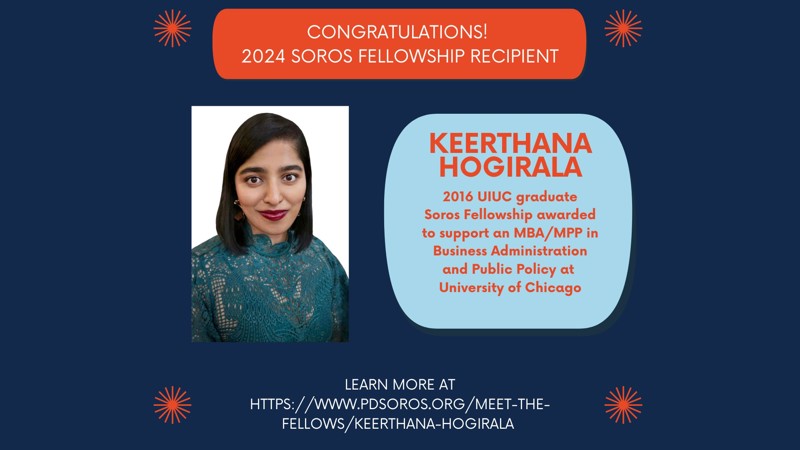 CONGRATULATIONS!
2024 SOROS FELLOWSHIP RECIPIENT
KEERTHANA
HOGIRALA
2016 UIUC graduate
Soros Fellowship awarded
to support an MBA/MPP in
Business Administration
and Public Policy at
University of Chicago
LEARN MORE AT
HTTPS://WWW.PDSOROS.ORG/MEET-THE-
FELLOWS/KEERTHANA-HOGIRALA